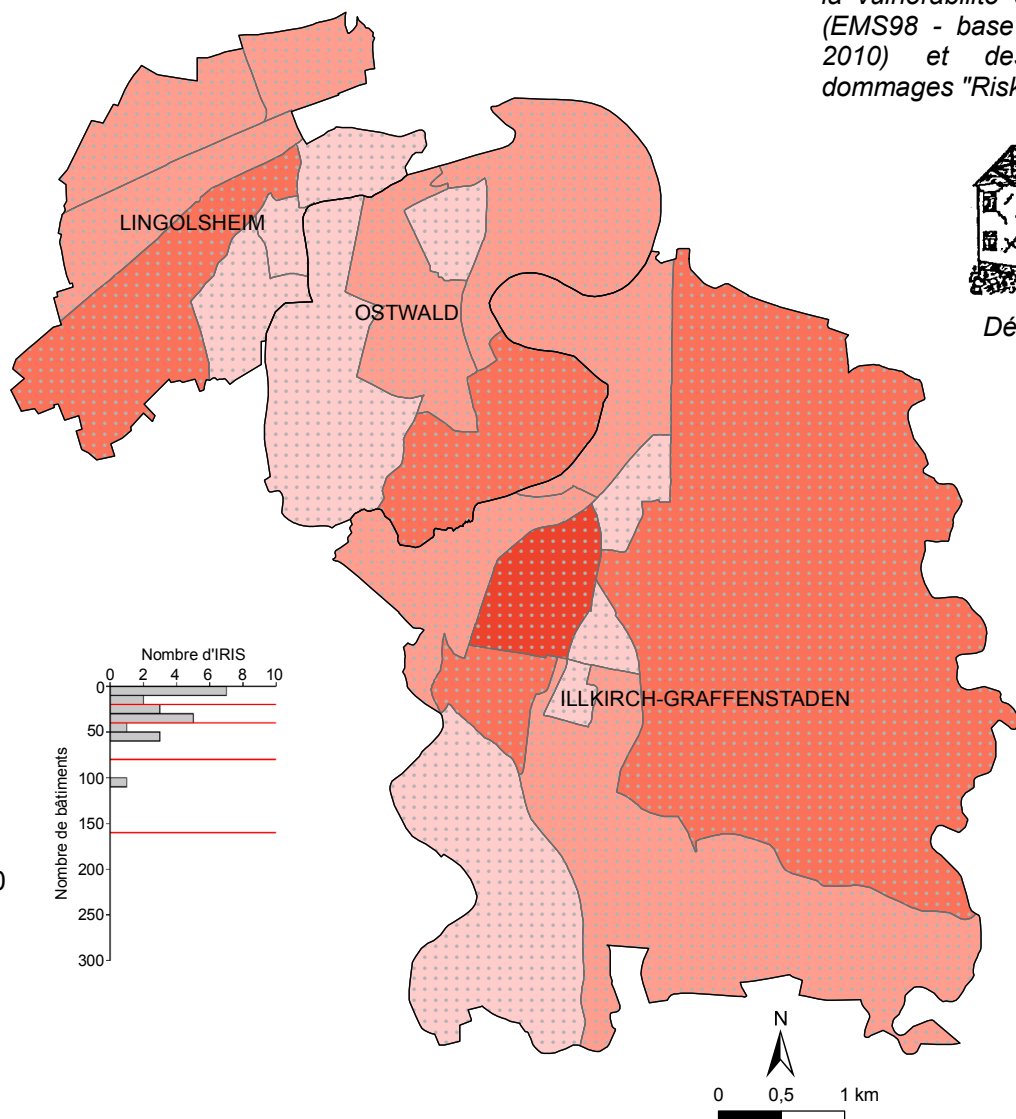 la vulnérabilité
(EMS98 - base
2010) et des
dommages "Risk
LINGOLSHEIM
OSTWALD
Dé
Nombre d'IRIS
0 2 4 6 8 10
Nombre de bâtiments
0
50
100
150
200
250
300
ILLKIRCH-GRAFFENSTADEN
0
N
0 0,5 1 km